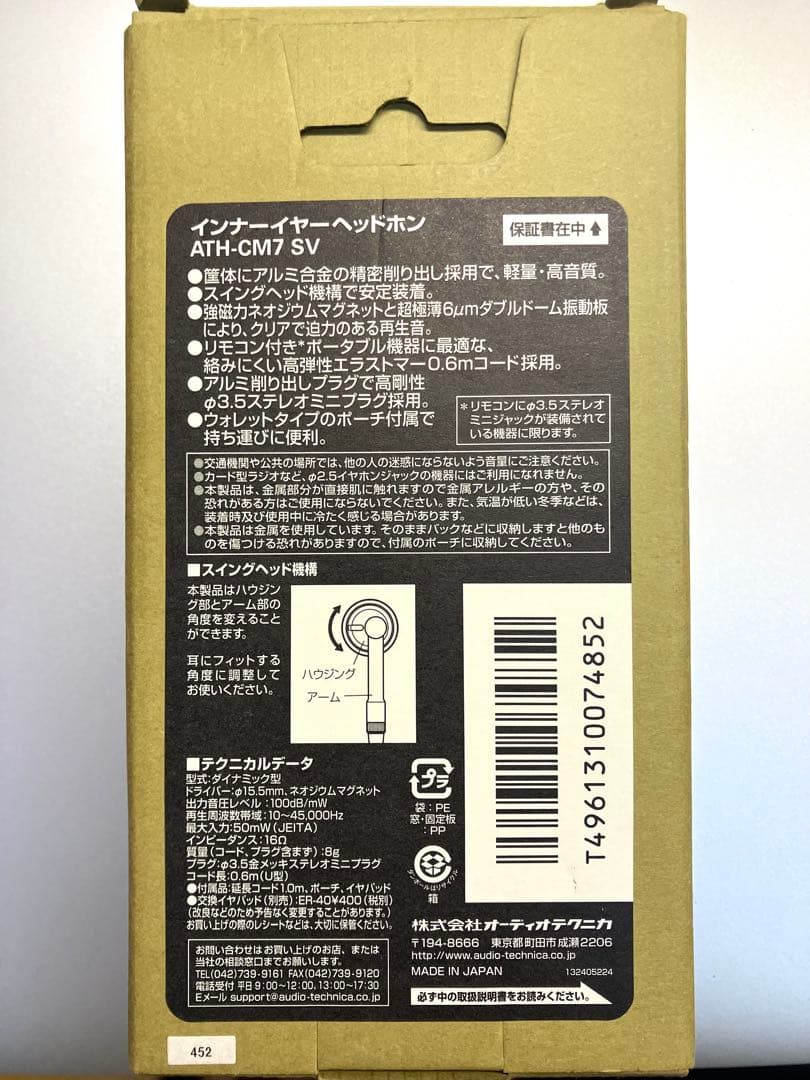 インナーイヤーヘッドホン
ATH-CM7 SV
保証書在中
●筐体にアルミ合金の精密削り出し採用で、軽量・高音質。
●スイングヘッド機構で安定装着。
●強磁力ネオジウムマグネットと超極薄6μmダブルドーム振動板
により、クリアで迫力のある再生音。
●リモコン付き*ポータブル機器に最適な、
絡みにくい高弾性エラストマー0.6mコード採用。
●アルミ削り出しプラグで高剛性
φ3.5ステレオミニプラグ採用。
●ウォレットタイプのポーチ付属で
持ち運びに便利。
*リモコンにφ3.5ステレオ
ミニジャックが装備されて
いる機器に限ります。
●交通機関や公共の場所では、他の人の迷惑にならないよう音量にご注意ください。
●カード型ラジオなど、φ2.5イヤホンジャックの機器にはご利用になれません。
●本製品は、金属部分が直接肌に触れますので金属アレルギーの方や、その
恐れがある方はご使用にならないでください。また、気温が低い冬季などは、
装着時及び使用中に冷たく感じる場合があります。
●本製品は金属を使用しています。そのままバックなどに収納しますと他のも
のを傷つける恐れがありますので、付属のポーチに収納してください。
■スイングヘッド機構
本製品はハウジン
グ部とアーム部の
角度を変えること
ができます。
耳にフィットする
角度に調整して
お使いください。
ハウジング
アーム
■テクニカルデータ
型式:ダイナミック型
ドライバー:φ15.5mm、ネオジウムマグネット
出力音圧レベル:100dB/mW
再生周波数帯域:10〜45,000Hz
最大入力:50mW(JEITA)
インピーダンス:16Ω
質量(コード、プラグ含まず):8g
プラグ:φ3.5金メッキステレオミニプラグ
コード長:0.6m(U型)
●付属品:延長コード1.0m、ポーチ、イヤパッド
●交換イヤパッド(別売):ER-40¥400(税別)
(改良などのため予告なく変更することがあります。)
お買い上げの際のレシートなどは、大切に保管ください。
お問い合わせはお買い上げのお店、または
当社の相談窓口までお願いします。
TEL(042)739-9161 FAX(042)739-9120
電話受付 平日9:00〜12:00、13:00〜17:30
Eメール support@audio-technica.co.jp
プラ
袋:PE
窓・固定板
:PP
ダンボールはリサイクル
箱
T4961310074852
株式会社オーディオテクニカ
〒194-8666 東京都町田市成瀬2206
http://www.audio-technica.co.jp
MADE IN JAPAN
132405224
必ず中の取扱説明書をお読みください。
452